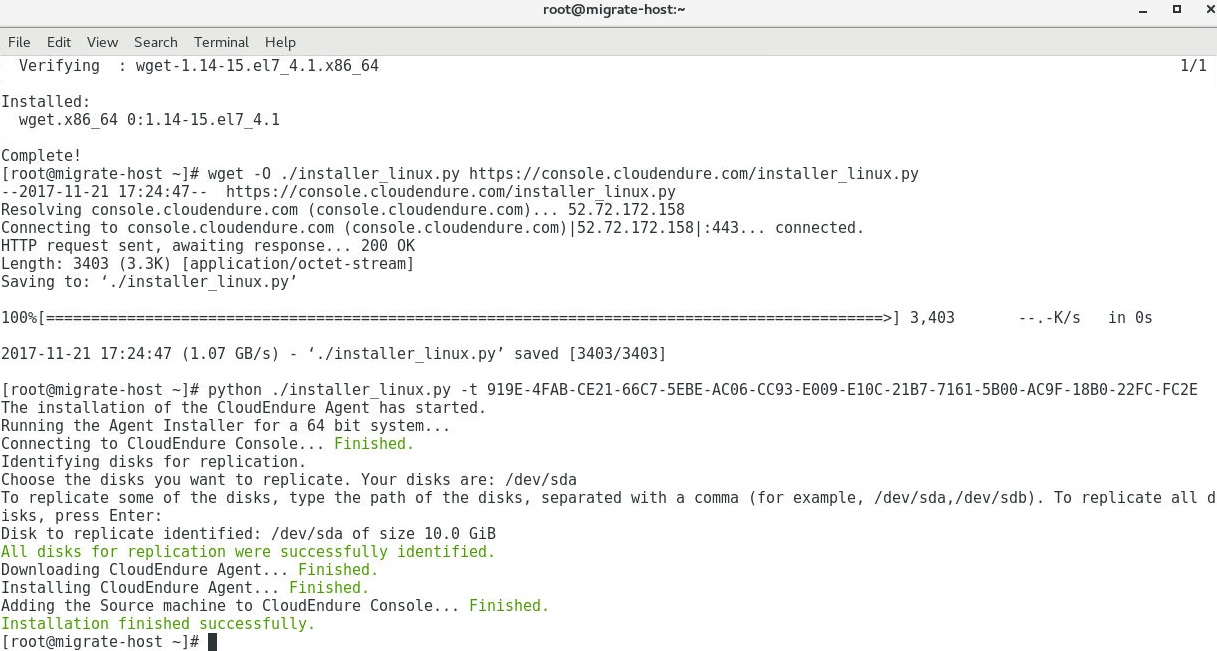 root@migrate-host:~
File Edit View Search Terminal Help
  Verifying  : wget-1.14-15.el7_4.1.x86_64 1/1
Installed:
  wget.x86_64 0:1.14-15.el7_4.1
Complete!
[root@migrate-host ~]# wget -O ./installer_linux.py https://console.cloudendure.com/installer_linux.py
--2017-11-21 17:24:47--  https://console.cloudendure.com/installer_linux.py
Resolving console.cloudendure.com (console.cloudendure.com)... 52.72.172.158
Connecting to console.cloudendure.com (console.cloudendure.com)|52.72.172.158|:443... connected.
HTTP request sent, awaiting response... 200 OK
Length: 3403 (3.3K) [application/octet-stream]
Saving to: ‘./installer_linux.py’
100%[=============================================================================================>] 3,403       --.-K/s   in 0s
2017-11-21 17:24:47 (1.07 GB/s) - ‘./installer_linux.py’ saved [3403/3403]
[root@migrate-host ~]# python ./installer_linux.py -t 919E-4FAB-CE21-66C7-5EBE-AC06-CC93-E009-E10C-21B7-7161-5B00-AC9F-18B0-22FC-FC2E
The installation of the CloudEndure Agent has started.
Running the Agent Installer for a 64 bit system...
Connecting to CloudEndure Console... Finished.
Identifying disks for replication.
Choose the disks you want to replicate. Your disks are: /dev/sda
To replicate some of the disks, type the path of the disks, separated with a comma (for example, /dev/sda,/dev/sdb). To replicate all d
isks, press Enter:
Disk to replicate identified: /dev/sda of size 10.0 GiB
All disks for replication were successfully identified.
Downloading CloudEndure Agent... Finished.
Installing CloudEndure Agent... Finished.
Adding the Source machine to CloudEndure Console... Finished.
Installation finished successfully.
[root@migrate-host ~]#